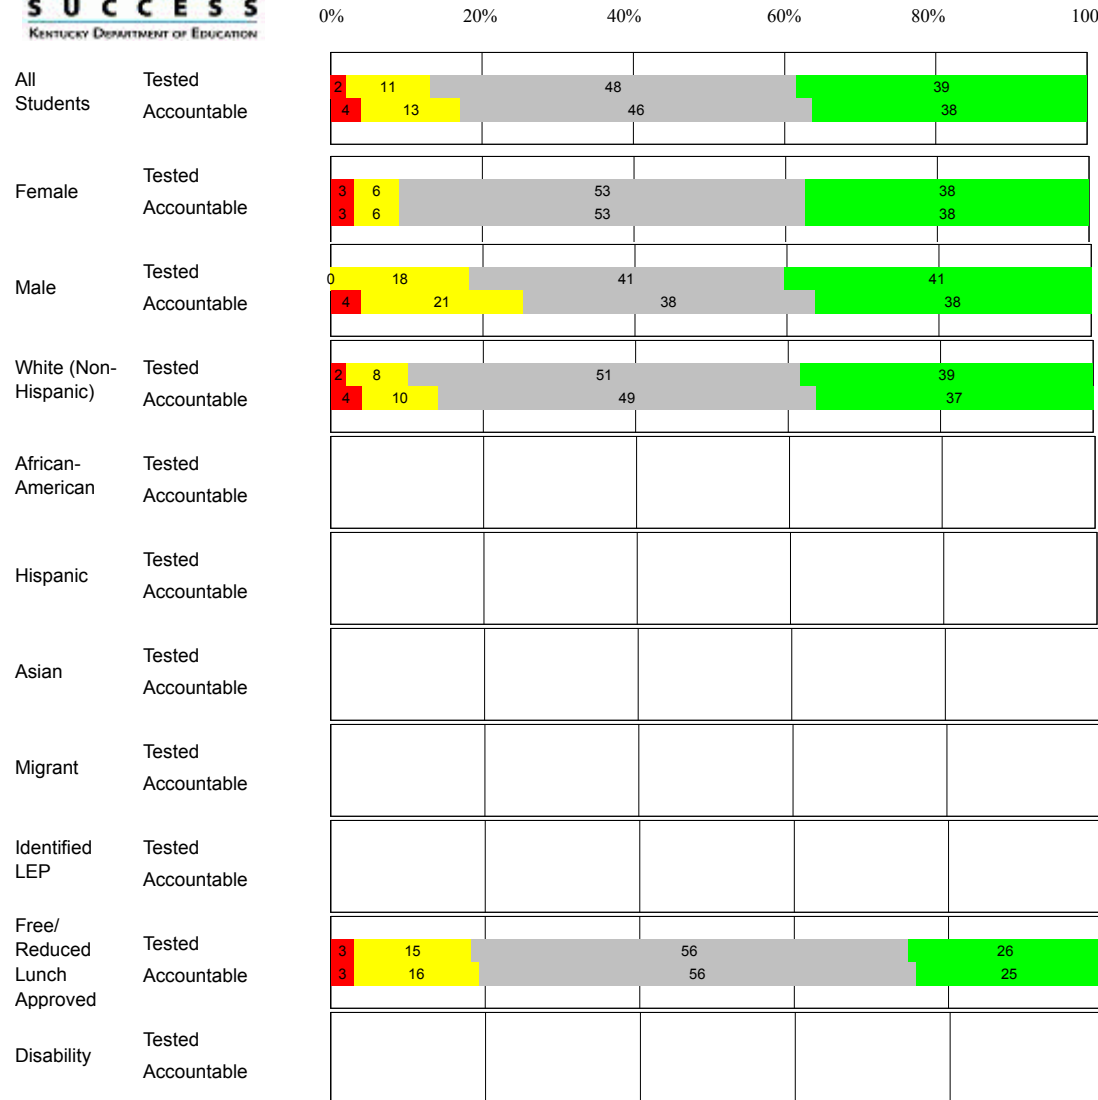 SUCCESS
KENTUCKY DEPARTMENT OF EDUCATION
0% 20% 40% 60% 80% 100
All Students
Tested 2 11 48 39
Accountable 4 13 46 38
Female
Tested 3 6 53 38
Accountable 3 6 53 38
Male
Tested 0 18 41 41
Accountable 4 21 38 38
White (Non-
Hispanic)
Tested 2 8 51 39
Accountable 4 10 49 37
African-
American
Tested
Accountable
Hispanic
Tested
Accountable
Asian
Tested
Accountable
Migrant
Tested
Accountable
Identified
LEP
Tested
Accountable
Free/
Reduced
Lunch
Approved
Tested 3 15 56 26
Accountable 3 16 56 25
Disability
Tested
Accountable